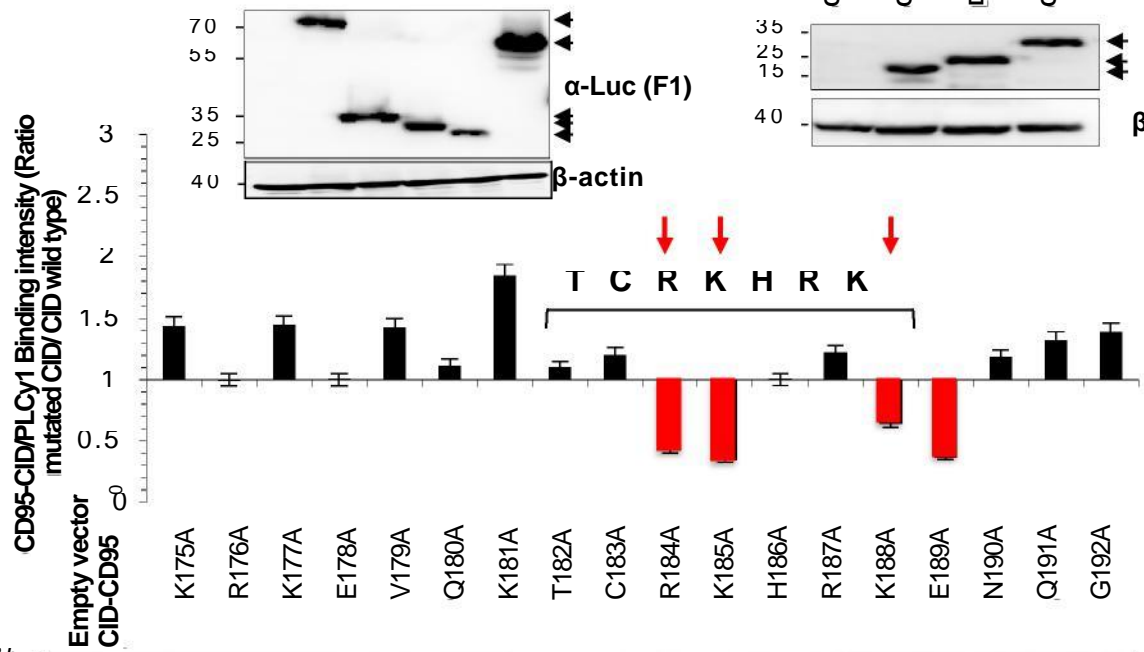 70
55
35
25
40
α-Luc (F1)
β-actin
35
25
15
40
β
CD95-CID/PLCγ1 Binding intensity (Ratio
mutated CID/ CID wild type)
3
2.5
2
1.5
1
0.5
0
0
T C R K H R K
Empty vector
CID-CD95
K175A
R176A
K177A
E178A
V179A
Q180A
K181A
T182A
C183A
R184A
K185A
H186A
R187A
K188A
E189A
N190A
Q191A
G192A